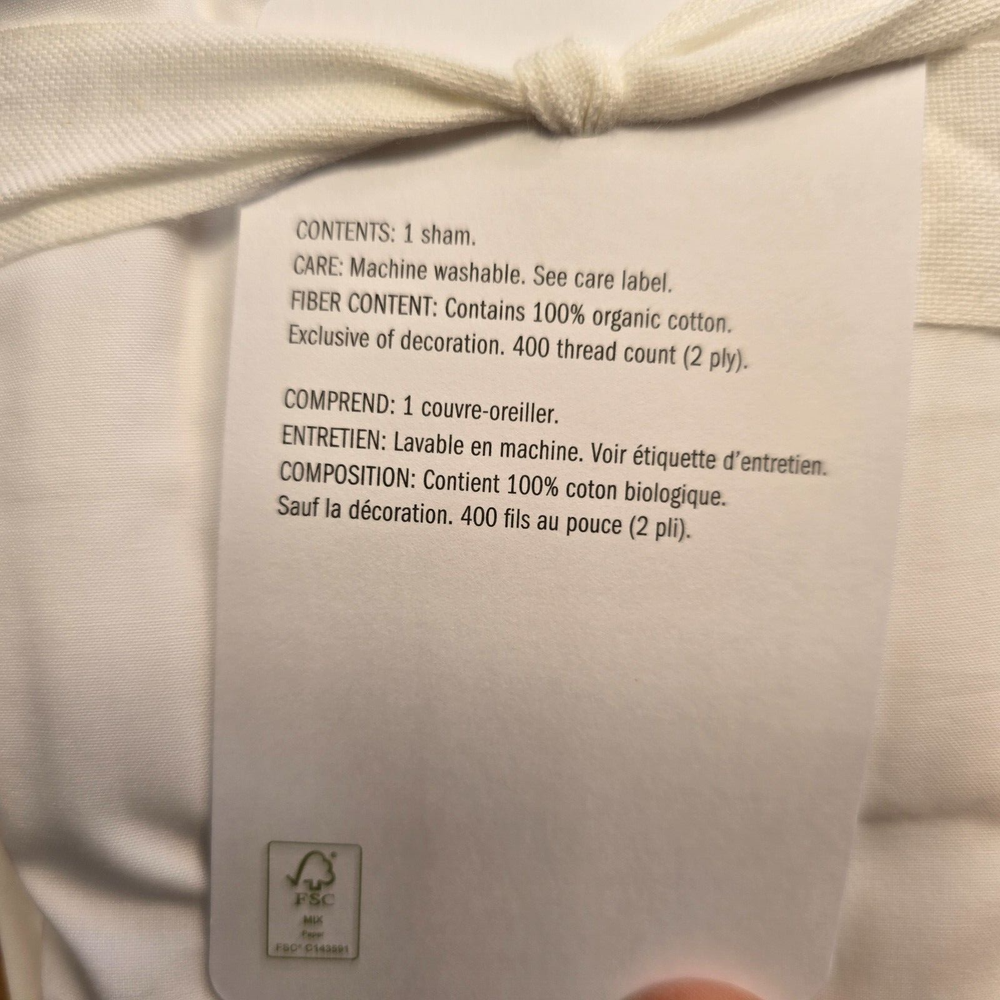 CONTENTS: 1 sham.
CARE: Machine washable. See care label.
FIBER CONTENT: Contains 100% organic cotton.
Exclusive of decoration. 400 thread count (2 ply).
COMPREND: 1 couvre-oreiller.
ENTRETIEN: Lavable en machine. Voir étiquette d'entretien.
COMPOSITION: Contient 100% coton biologique.
Sauf la décoration. 400 fils au pouce (2 pli).
FSC
MIX
Paper
FSC®